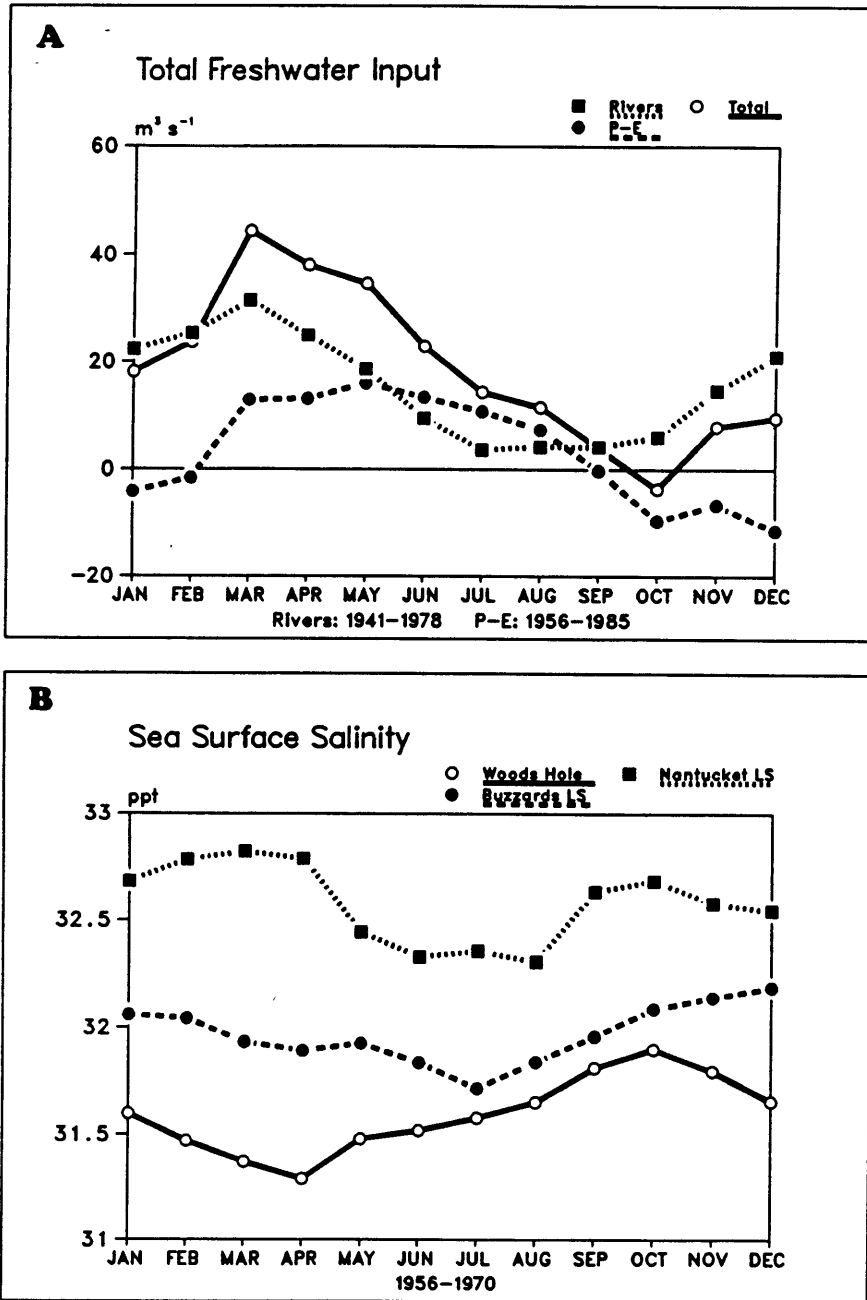 A
Total Freshwater Input
■ Rivers ○ Total
● P-E
m³ s⁻¹
60
40
20
0
-20
JAN FEB MAR APR MAY JUN JUL AUG SEP OCT NOV DEC
Rivers: 1941-1978 P-E: 1956-1985
B
Sea Surface Salinity
○ Woods Hole ■ Nantucket LS
● Buzzards LS
ppt
33
32.5
32
31.5
31
JAN FEB MAR APR MAY JUN JUL AUG SEP OCT NOV DEC
1956-1970